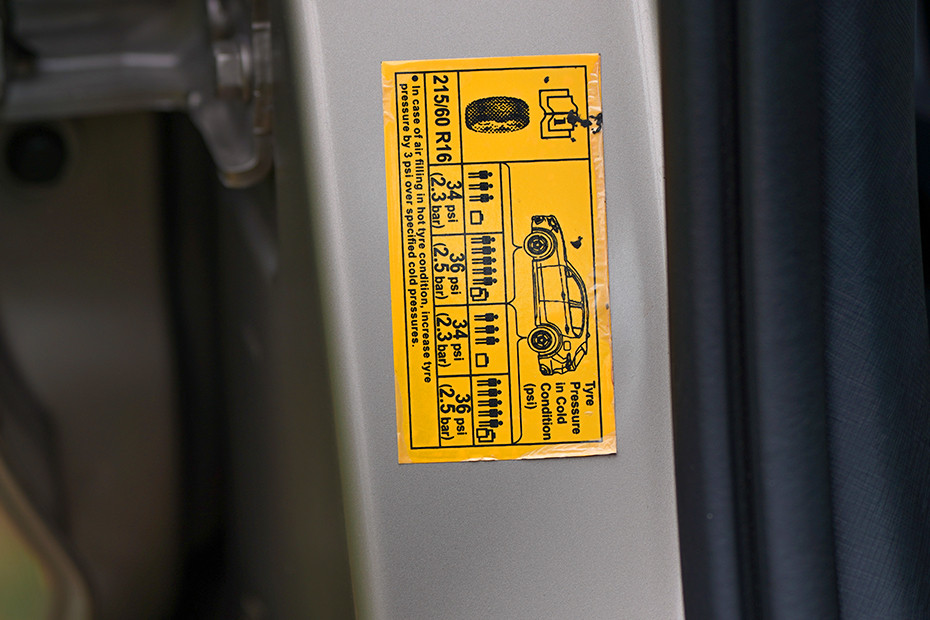 Tyre
Pressure
in Cold
Condition
(psi)
215/60 R16
34 psi
(2.3 bar)
36 psi
(2.5 bar)
34 psi
(2.3 bar)
36 psi
(2.5 bar)
• In case of air filling in hot tyre condition, increase tyre
pressure by 3 psi over specified cold pressures.